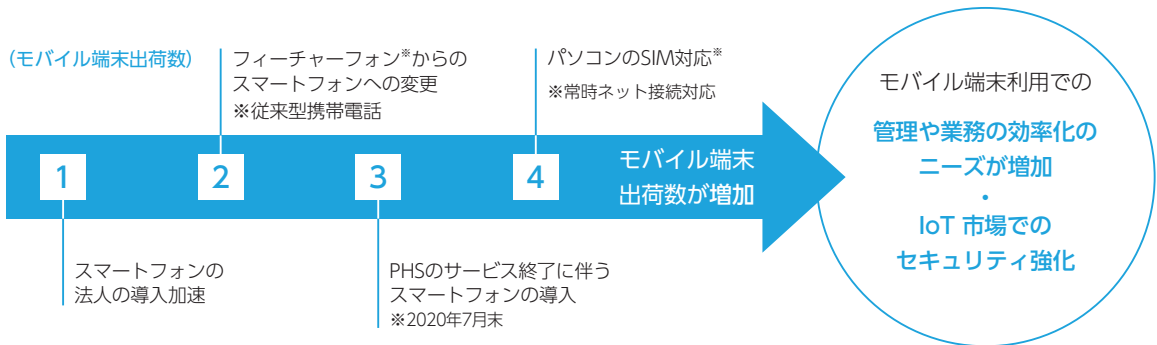 (モバイル端末出荷数)
1
スマートフォンの
法人の導入加速
2
フィーチャーフォン※からの
スマートフォンへの変更
※従来型携帯電話
3
PHSのサービス終了に伴う
スマートフォンの導入
※2020年7月末
4
パソコンのSIM対応※
※常時ネット接続対応
モバイル端末
出荷数が増加
モバイル端末利用での
管理や業務の効率化の
ニーズが増加
・
IoT 市場での
セキュリティ強化